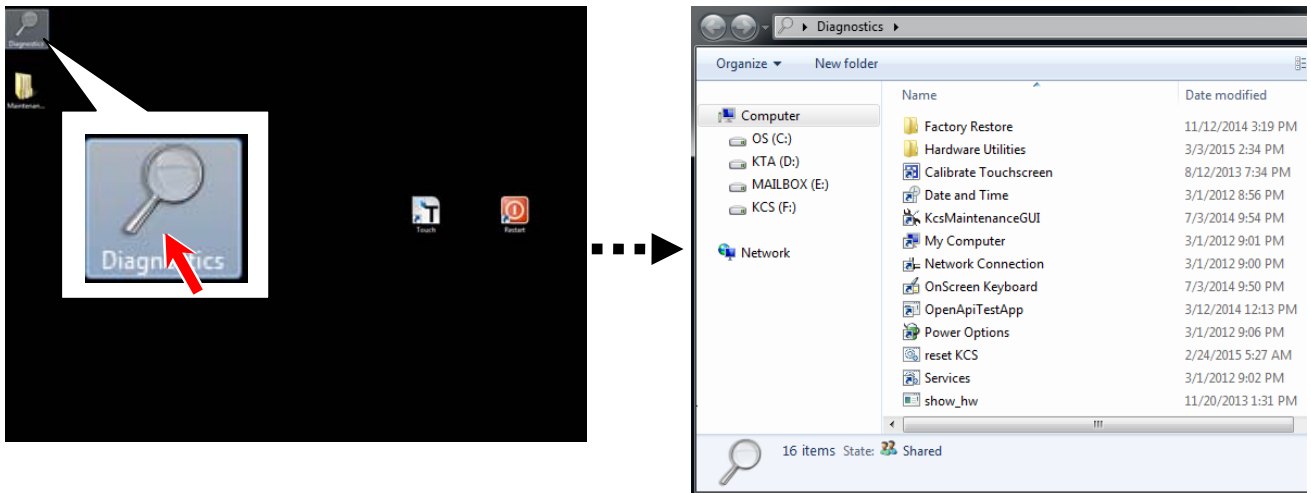 Diagnostics
Maintenan...
Diagnostics
Touch
Restart
Diagnostics
Organize
New folder
Name
Date modified
Computer
OS (C:)
KTA (D:)
MAILBOX (E:)
KCS (F:)
Network
Factory Restore 11/12/2014 3:19 PM
Hardware Utilities 3/3/2015 2:34 PM
Calibrate Touchscreen 8/12/2013 7:34 PM
Date and Time 3/1/2012 8:56 PM
KcsMaintenanceGUI 7/3/2014 9:54 PM
My Computer 3/1/2012 9:01 PM
Network Connection 3/1/2012 9:00 PM
OnScreen Keyboard 7/3/2014 9:50 PM
OpenApiTestApp 3/12/2014 12:13 PM
Power Options 3/1/2012 9:06 PM
reset KCS 2/24/2015 5:27 AM
Services 3/1/2012 9:02 PM
show_hw 11/20/2013 1:31 PM
16 items State: Shared